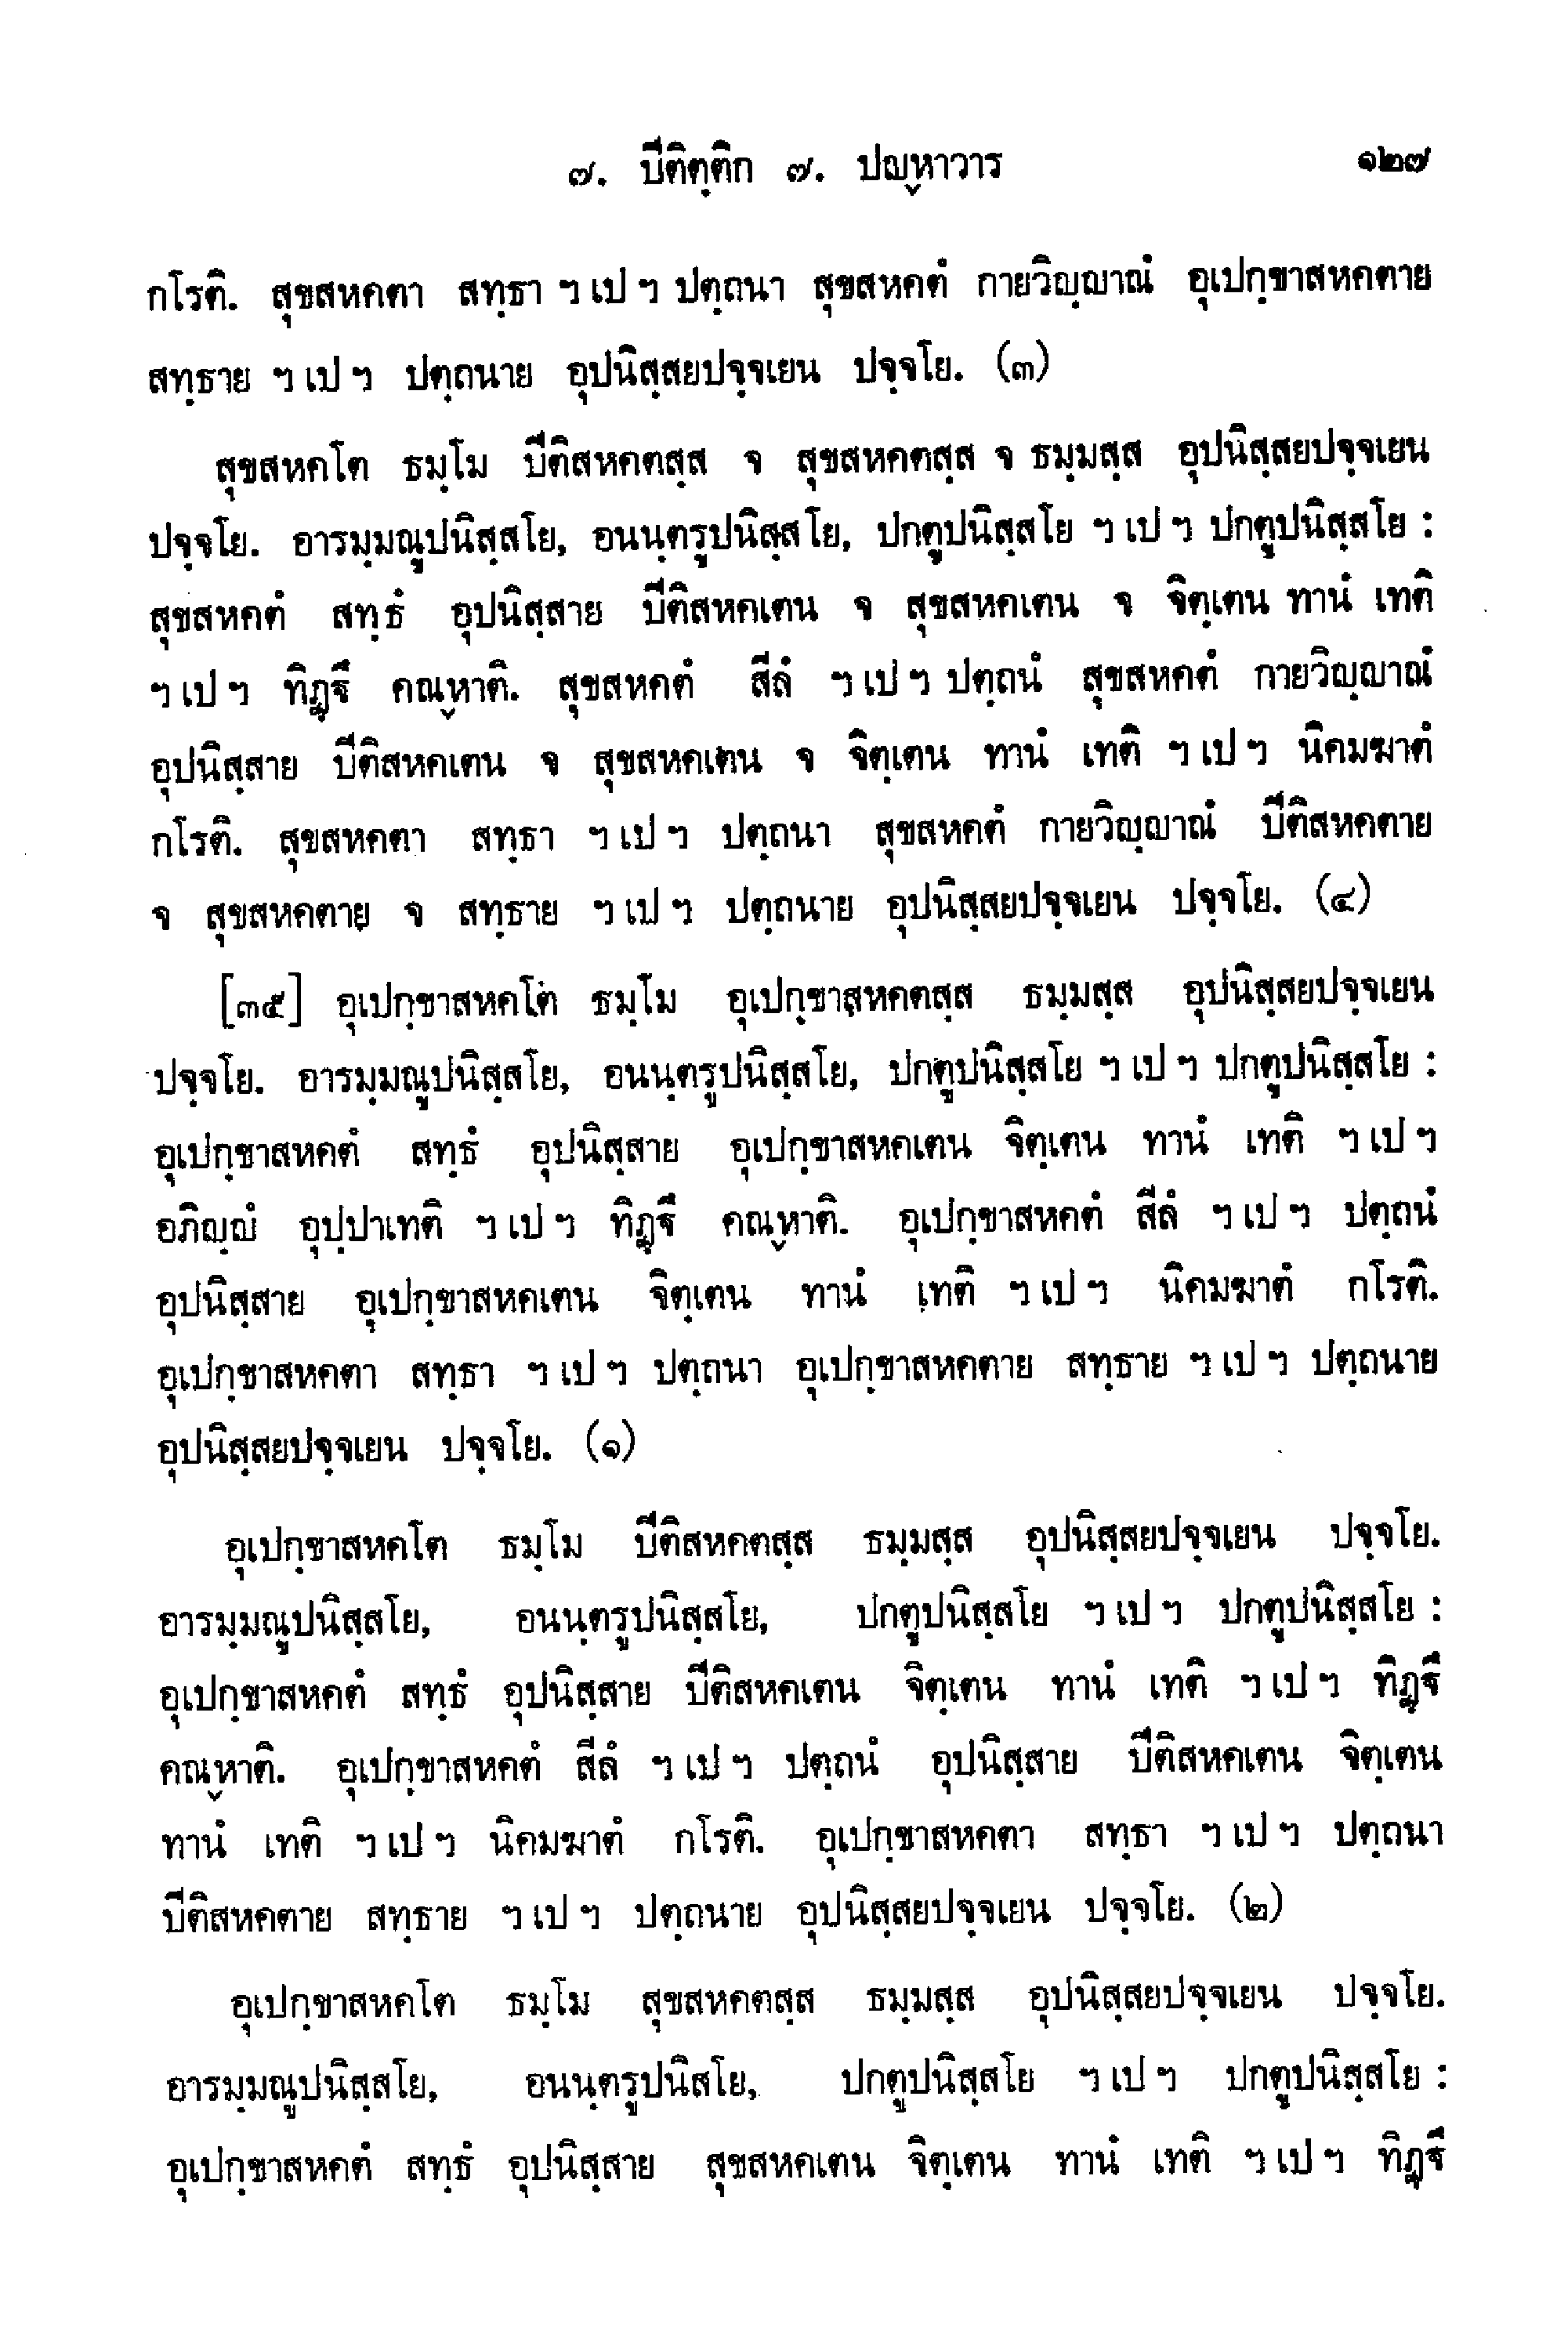 ๗. ปีติตฺติก ๗. ปญฺหาวาร ๑๒๗
กโรติ. สุขสหคตา สทฺธา ฯ เป ฯ ปตฺถนา สุขสหคตํ กายวิญฺญาณํ อุเปกฺขาสหคตาย
สทฺธาย ฯ เป ฯ ปตฺถนาย อุปนิสฺสยปจฺจเยน ปจฺจโย. (๓)
สุขสหคโต ธมฺโม ปีติสหคตสฺส จ สุขสหคตสฺส จ ธมฺมสฺส อุปนิสฺสยปจฺจเยน
ปจฺจโย. อารมฺมณูปนิสฺสโย, อนนฺตรูปนิสฺสโย, ปกตูปนิสฺสโย ฯ เป ฯ ปกตูปนิสฺสโย :
สุขสหคตํ สทฺธํ อุปนิสฺสาย ปีติสหคเตน จ สุขสหคเตน จ จิตฺเตน ทานํ เทติ
ฯ เป ฯ ทิฏฺฐึ คณฺหาติ. สุขสหคตํ สีลํ ฯ เป ฯ ปตฺถนํ สุขสหคตํ กายวิญฺญาณํ
อุปนิสฺสาย ปีติสหคเตน จ สุขสหคเตน จ จิตฺเตน ทานํ เทติ ฯ เป ฯ นิคมฆาตํ
กโรติ. สุขสหคตา สทฺธา ฯ เป ฯ ปตฺถนา สุขสหคตํ กายวิญฺญาณํ ปีติสหคตาย
จ สุขสหคตาย จ สทฺธาย ฯ เป ฯ ปตฺถนาย อุปนิสฺสยปจฺจเยน ปจฺจโย. (๔)
[๓๕] อุเปกฺขาสหคโต ธมฺโม อุเปกฺขาสหคตสฺส ธมฺมสฺส อุปนิสฺสยปจฺจเยน
ปจฺจโย. อารมฺมณูปนิสฺสโย, อนนฺตรูปนิสฺสโย, ปกตูปนิสฺสโย ฯ เป ฯ ปกตูปนิสฺสโย :
อุเปกฺขาสหคตํ สทฺธํ อุปนิสฺสาย อุเปกฺขาสหคเตน จิตฺเตน ทานํ เทติ ฯ เป ฯ
อภิญฺญํ อุปฺปาเทติ ฯ เป ฯ ทิฏฺฐึ คณฺหาติ. อุเปกฺขาสหคตํ สีลํ ฯ เป ฯ ปตฺถนํ
อุปนิสฺสาย อุเปกฺขาสหคเตน จิตฺเตน ทานํ เทติ ฯ เป ฯ นิคมฆาตํ กโรติ.
อุเปกฺขาสหคตา สทฺธา ฯ เป ฯ ปตฺถนา อุเปกฺขาสหคตาย สทฺธาย ฯ เป ฯ ปตฺถนาย
อุปนิสฺสยปจฺจเยน ปจฺจโย. (๑)
อุเปกฺขาสหคโต ธมฺโม ปีติสหคตสฺส ธมฺมสฺส อุปนิสฺสยปจฺจเยน ปจฺจโย.
อารมฺมณูปนิสฺสโย, อนนฺตรูปนิสฺสโย, ปกตูปนิสฺสโย ฯ เป ฯ ปกตูปนิสฺสโย :
อุเปกฺขาสหคตํ สทฺธํ อุปนิสฺสาย ปีติสหคเตน จิตฺเตน ทานํ เทติ ฯ เป ฯ ทิฏฺฐึ
คณฺหาติ. อุเปกฺขาสหคตํ สีลํ ฯ เป ฯ ปตฺถนํ อุปนิสฺสาย ปีติสหคเตน จิตฺเตน
ทานํ เทติ ฯ เป ฯ นิคมฆาตํ กโรติ. อุเปกฺขาสหคตา สทฺธา ฯ เป ฯ ปตฺถนา
ปีติสหคตาย สทฺธาย ฯ เป ฯ ปตฺถนาย อุปนิสฺสยปจฺจเยน ปจฺจโย. (๒)
อุเปกฺขาสหคโต ธมฺโม สุขสหคตสฺส ธมฺมสฺส อุปนิสฺสยปจฺจเยน ปจฺจโย.
อารมฺมณูปนิสฺสโย, อนนฺตรูปนิสโย, ปกตูปนิสฺสโย ฯ เป ฯ ปกตูปนิสฺสโย :
อุเปกฺขาสหคตํ สทฺธํ อุปนิสฺสาย สุขสหคเตน จิตฺเตน ทานํ เทติ ฯ เป ฯ ทิฏฺฐึ